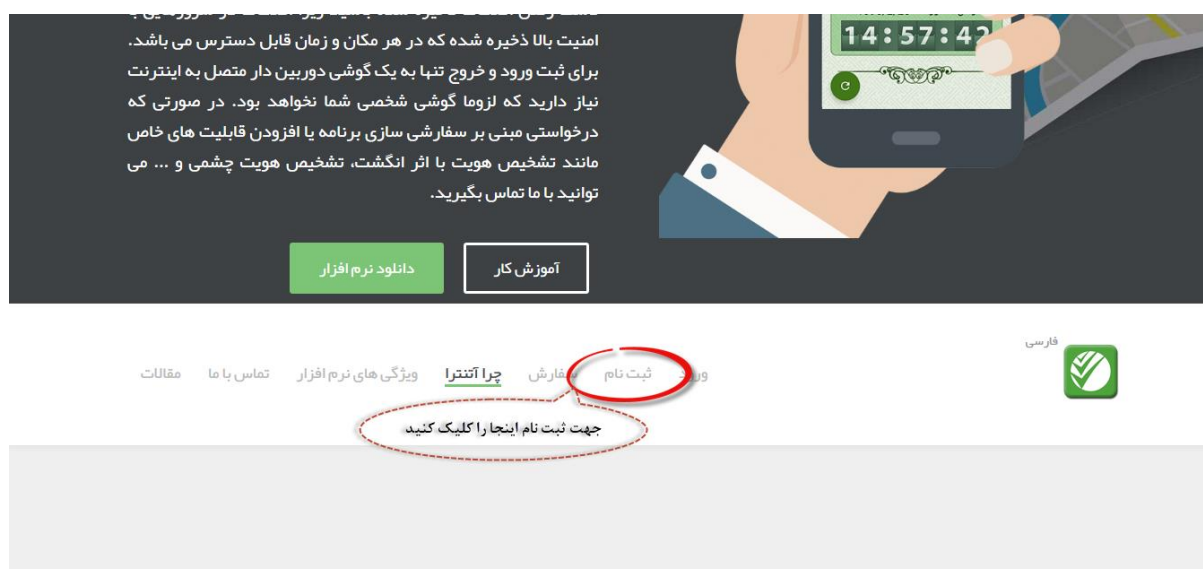 امنیت بالا ذخیره شده که در هر مکان و زمان قابل دسترس می باشد.
برای ثبت ورود و خروج تنها به یک گوشی دوربین دار متصل به اینترنت
نیاز دارید که لزوما گوشی شخصی شما نخواهد بود. در صورتی که
درخواستی مبنی بر سفارشی سازی برنامه یا افزودن قابلیت های خاص
مانند تشخیص هویت با اثر انگشت، تشخیص هویت چشمی و ... می
توانید با ما تماس بگیرید.
14:57:42
آموزش کار
دانلود نرم افزار
فارسی
ورود ثبت نام سفارش چرا آتنترا ویژگی های نرم افزار تماس با ما مقالات
جهت ثبت نام اینجا را کلیک کنید